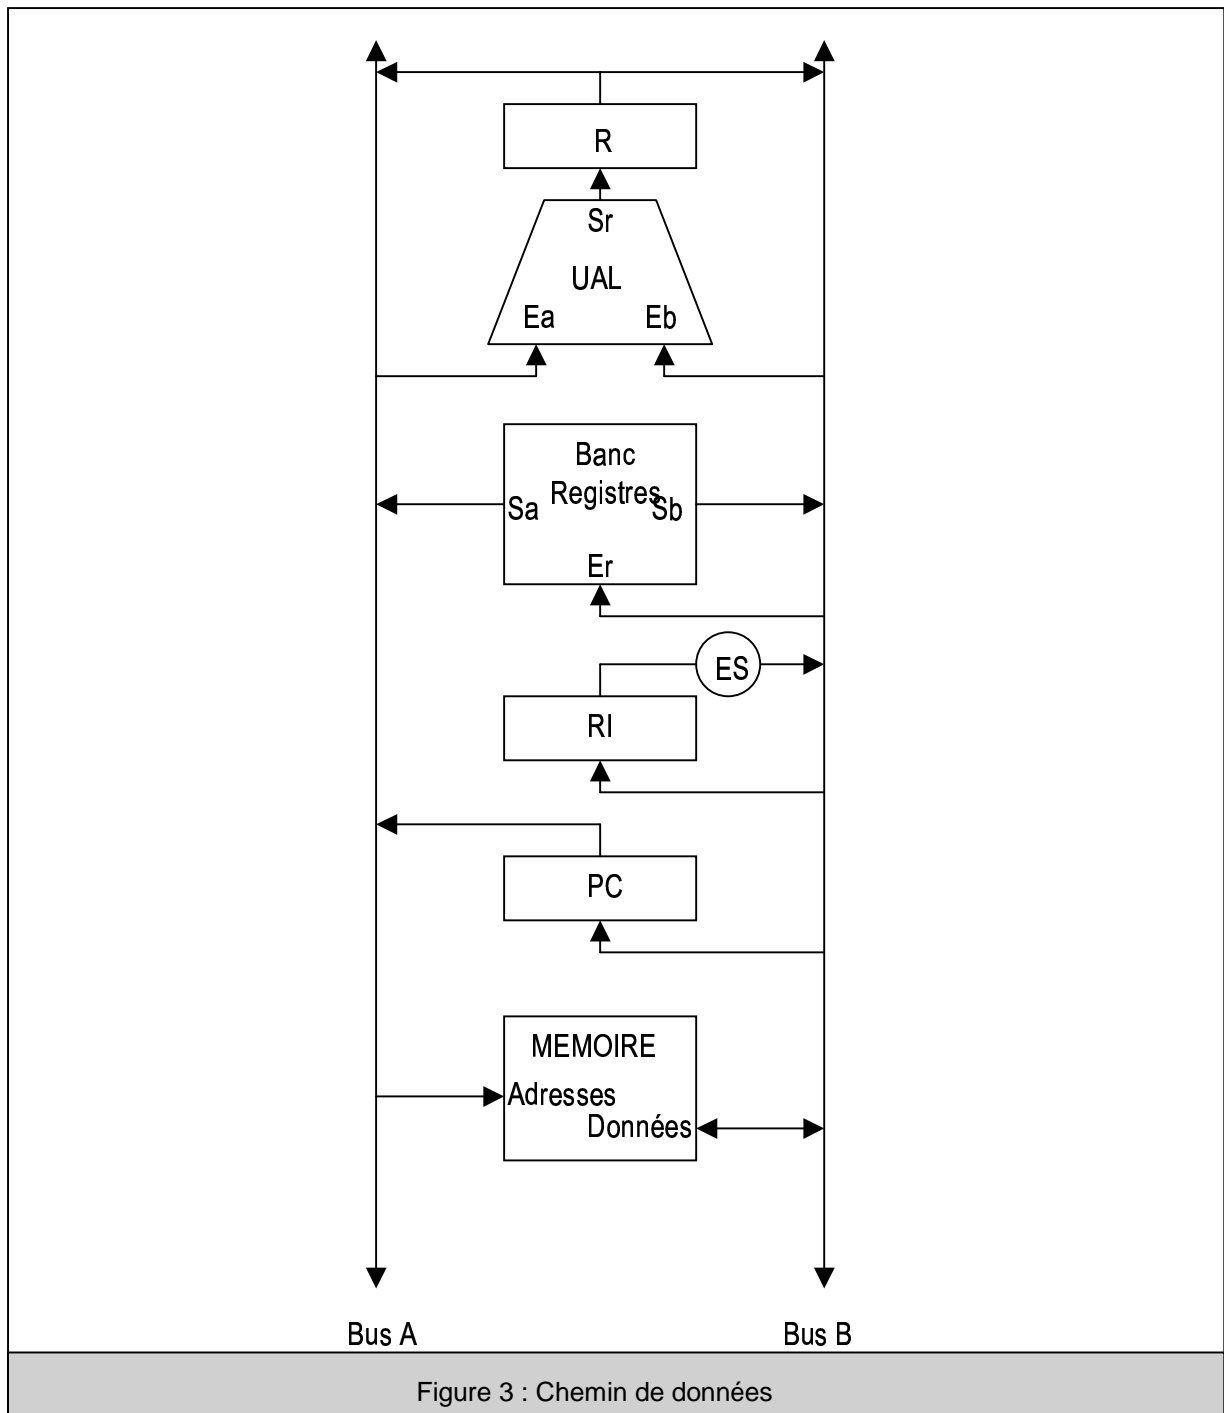 R
Sr
UAL
Ea
Eb
Banc
Registres
Sa
Sb
Er
ES
RI
PC
MEMOIRE
Adresses
Données
Bus A
Bus B
Figure 3 : Chemin de données